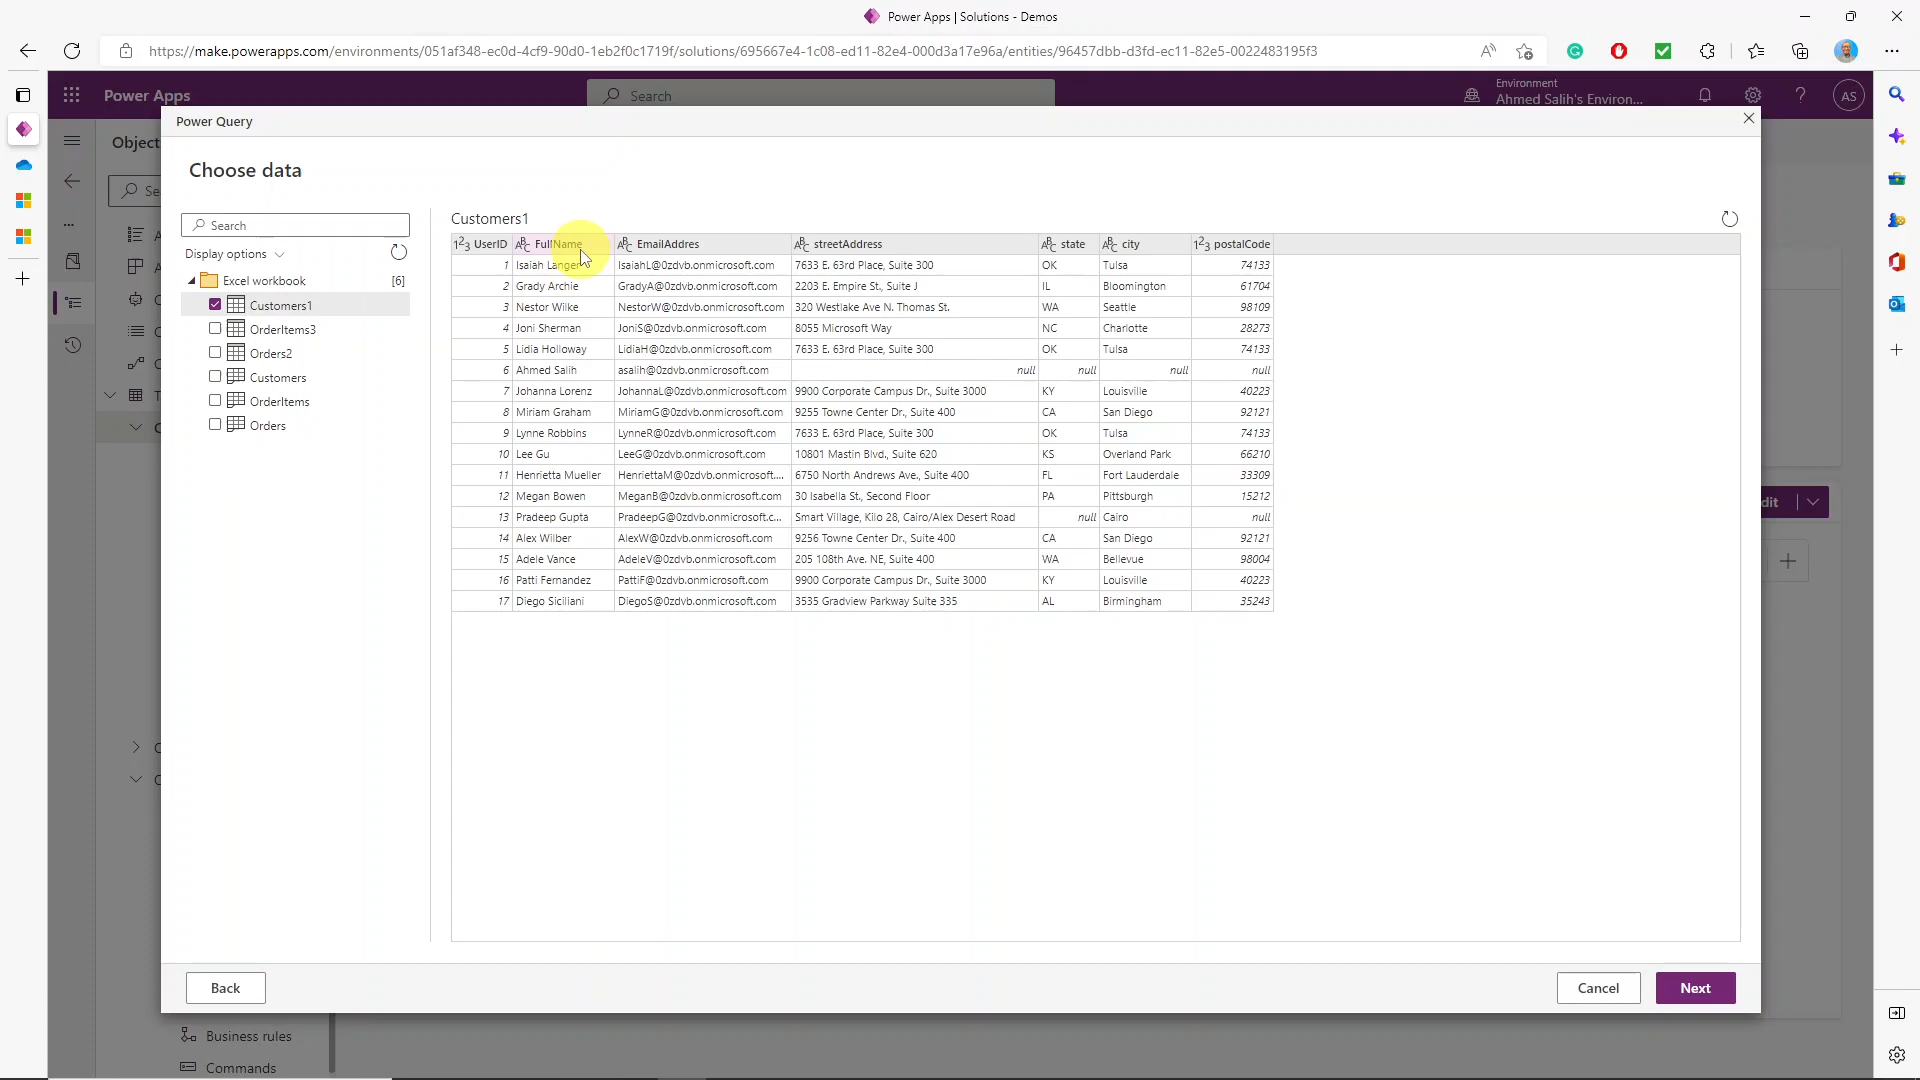 Power Apps | Solutions - Demos
https://make.powerapps.com/environments/051af348-ec0d-4cf9-90d0-1eb2f0c1719f/solutions/695667e4-1c08-ed11-82e4-000d3a17e96a/entities/96457dbb-d3fd-ec11-82e5-0022483195f3
Power Apps
Search
Environment
Ahmed Salih's Environ...
AS
Object
Power Query
Choose data
Search
Display options
Excel workbook [6]
Customers1
OrderItems3
Orders2
Customers
OrderItems
Orders
Customers1
UserID FullName EmailAddres streetAddress state city postalCode
1 Isaiah Langer IsaiahL@0zdvb.onmicrosoft.com 7633 E. 63rd Place, Suite 300 OK Tulsa 74133
2 Grady Archie GradyA@0zdvb.onmicrosoft.com 2203 E. Empire St., Suite J IL Bloomington 61704
3 Nestor Wilke NestorW@0zdvb.onmicrosoft.com 320 Westlake Ave N. Thomas St. WA Seattle 98109
4 Joni Sherman JoniS@0zdvb.onmicrosoft.com 8055 Microsoft Way NC Charlotte 28273
5 Lidia Holloway LidiaH@0zdvb.onmicrosoft.com 7633 E. 63rd Place, Suite 300 OK Tulsa 74133
6 Ahmed Salih asalih@0zdvb.onmicrosoft.com null null null null
7 Johanna Lorenz JohannaL@0zdvb.onmicrosoft.com 9900 Corporate Campus Dr., Suite 3000 KY Louisville 40223
8 Miriam Graham MiriamG@0zdvb.onmicrosoft.com 9255 Towne Center Dr., Suite 400 CA San Diego 92121
9 Lynne Robbins LynneR@0zdvb.onmicrosoft.com 7633 E. 63rd Place, Suite 300 OK Tulsa 74133
10 Lee Gu LeeG@0zdvb.onmicrosoft.com 10801 Mastin Blvd., Suite 620 KS Overland Park 66210
11 Henrietta Mueller HenriettaM@0zdvb.onmicrosoft.... 6750 North Andrews Ave., Suite 400 FL Fort Lauderdale 33309
12 Megan Bowen MeganB@0zdvb.onmicrosoft.com 30 Isabella St., Second Floor PA Pittsburgh 15212
13 Pradeep Gupta PradeepG@0zdvb.onmicrosoft.c... Smart Village, Kilo 28, Cairo/Alex Desert Road null Cairo null
14 Alex Wilber AlexW@0zdvb.onmicrosoft.com 9256 Towne Center Dr., Suite 400 CA San Diego 92121
15 Adele Vance AdeleV@0zdvb.onmicrosoft.com 205 108th Ave. NE, Suite 400 WA Bellevue 98004
16 Patti Fernandez PattiF@0zdvb.onmicrosoft.com 9900 Corporate Campus Dr., Suite 3000 KY Louisville 40223
17 Diego Siciliani DiegoS@0zdvb.onmicrosoft.com 3535 Gradview Parkway Suite 335 AL Birmingham 35243
dit
Back
Cancel
Next
Business rules
Commands